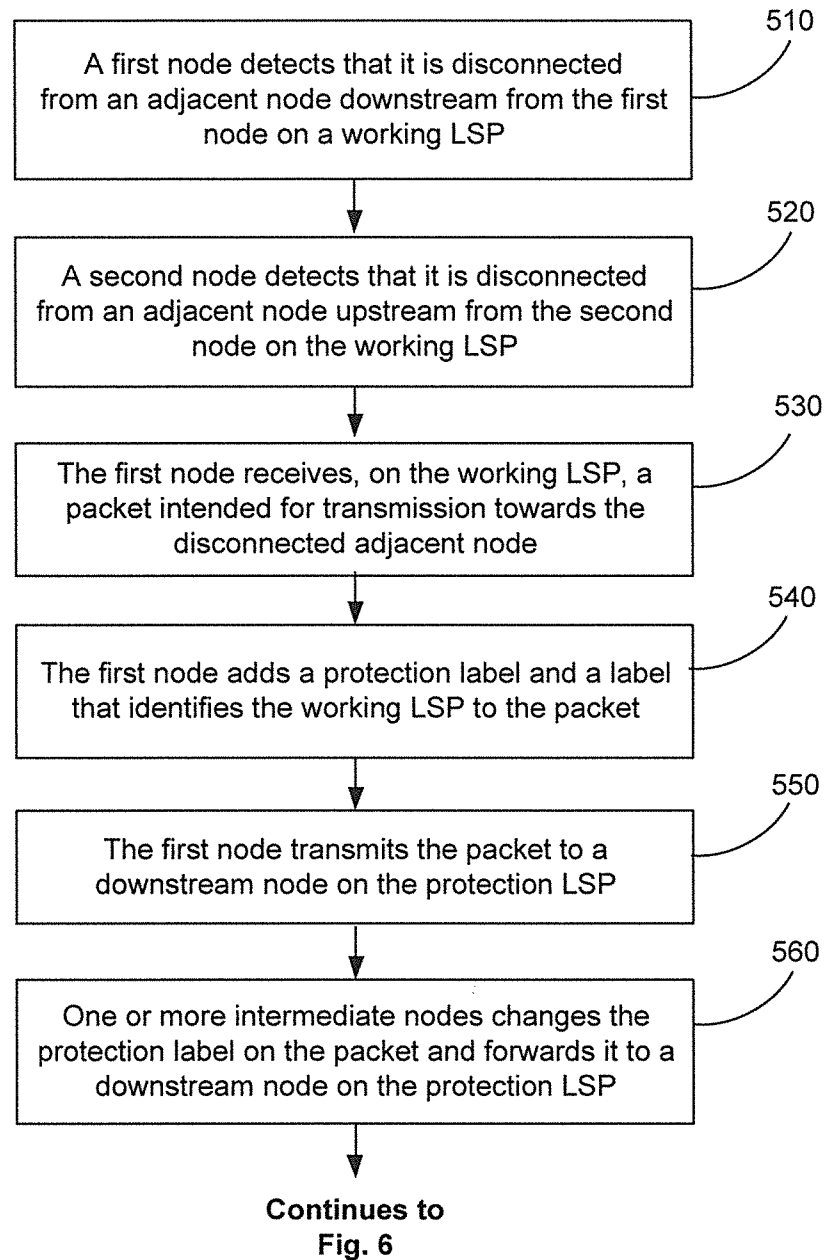 510
A first node detects that it is disconnected
from an adjacent node downstream from the first
node on a working LSP
520
A second node detects that it is disconnected
from an adjacent node upstream from the second
node on the working LSP
530
The first node receives, on the working LSP, a
packet intended for transmission towards the
disconnected adjacent node
540
The first node adds a protection label and a label
that identifies the working LSP to the packet
550
The first node transmits the packet to a
downstream node on the protection LSP
560
One or more intermediate nodes changes the
protection label on the packet and forwards it to a
downstream node on the protection LSP
Continues to
Fig. 6